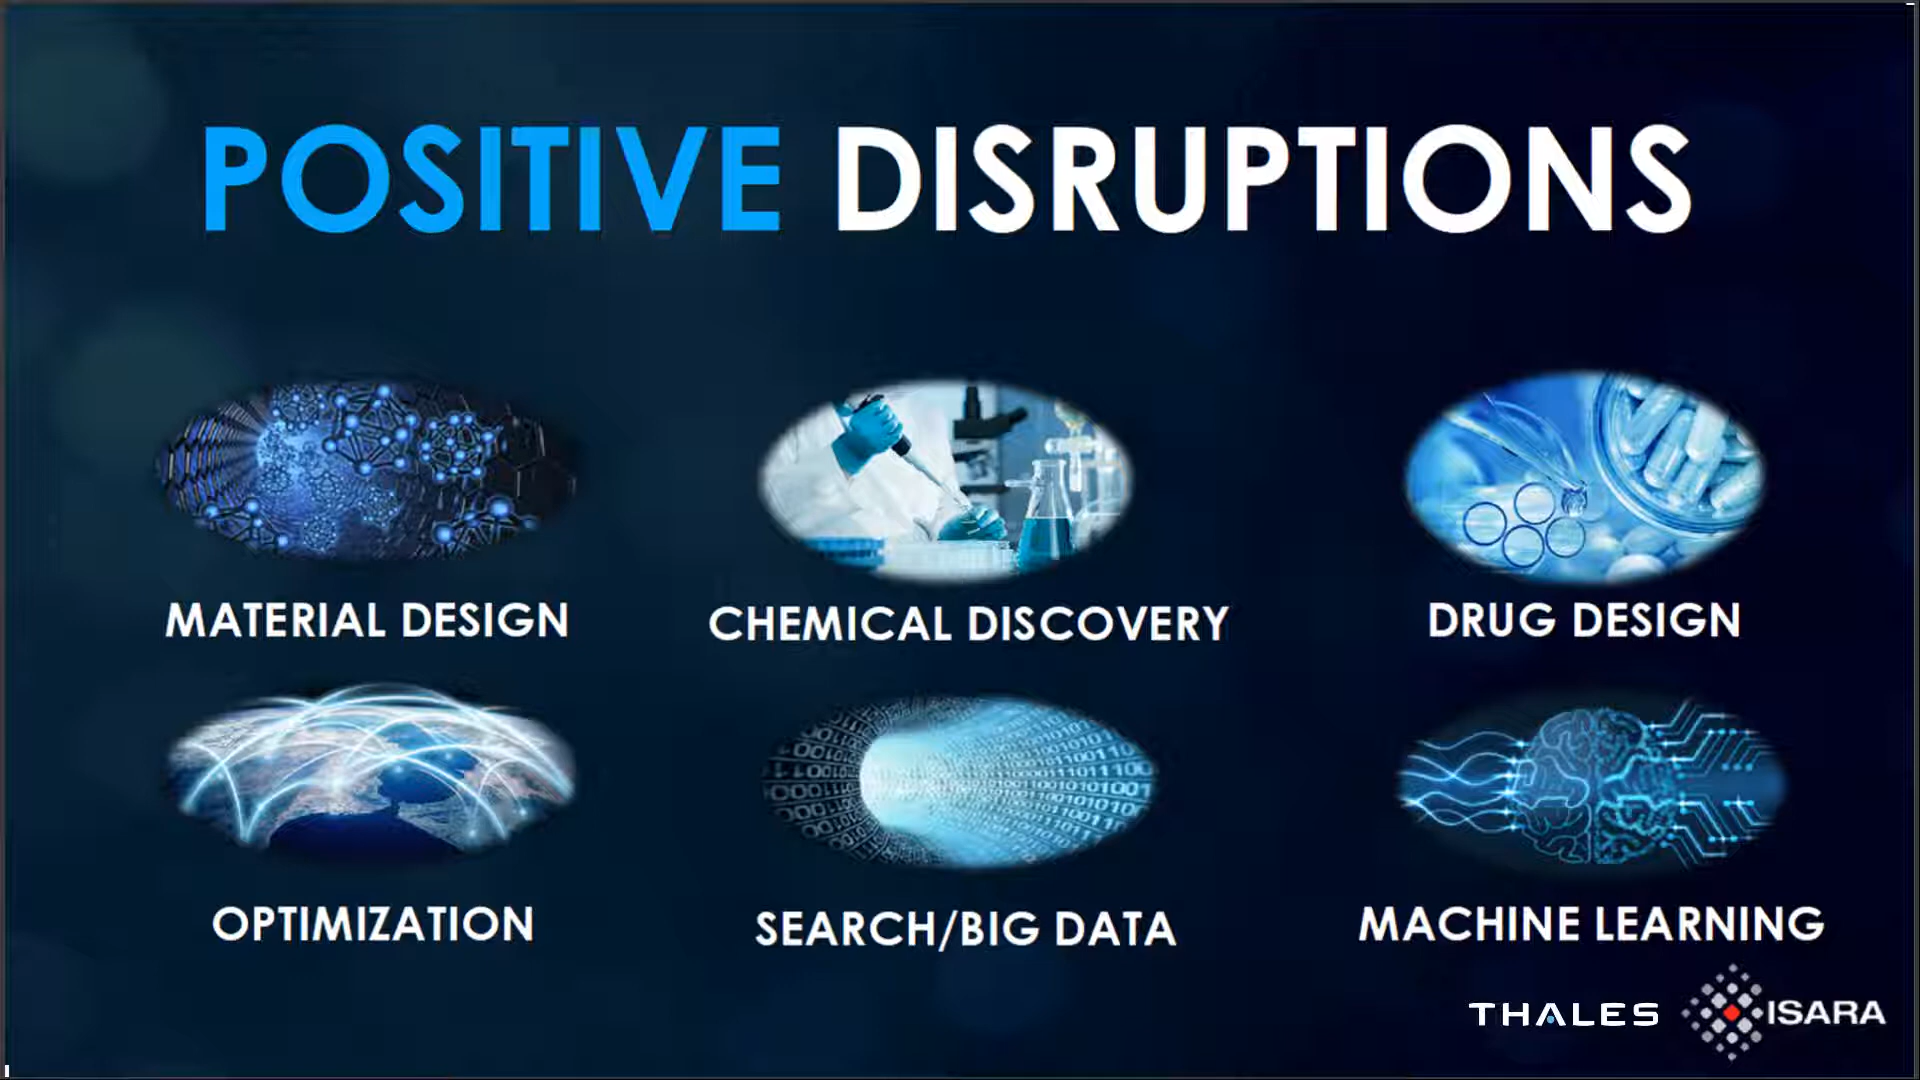 POSITIVE DISRUPTIONS
MATERIAL DESIGN
CHEMICAL DISCOVERY
DRUG DESIGN
OPTIMIZATION
SEARCH/BIG DATA
MACHINE LEARNING
THALES
ISARA